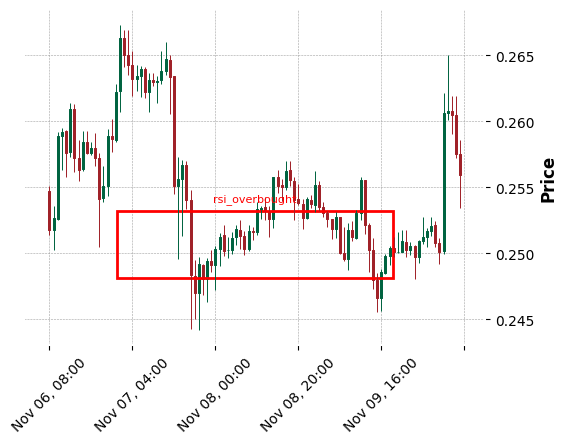 0.265
0.260
0.255
0.250
0.245
Price
rsi_overbought
Nov 06, 08:00
Nov 07, 04:00
Nov 08, 00:00
Nov 08, 20:00
Nov 09, 16:00